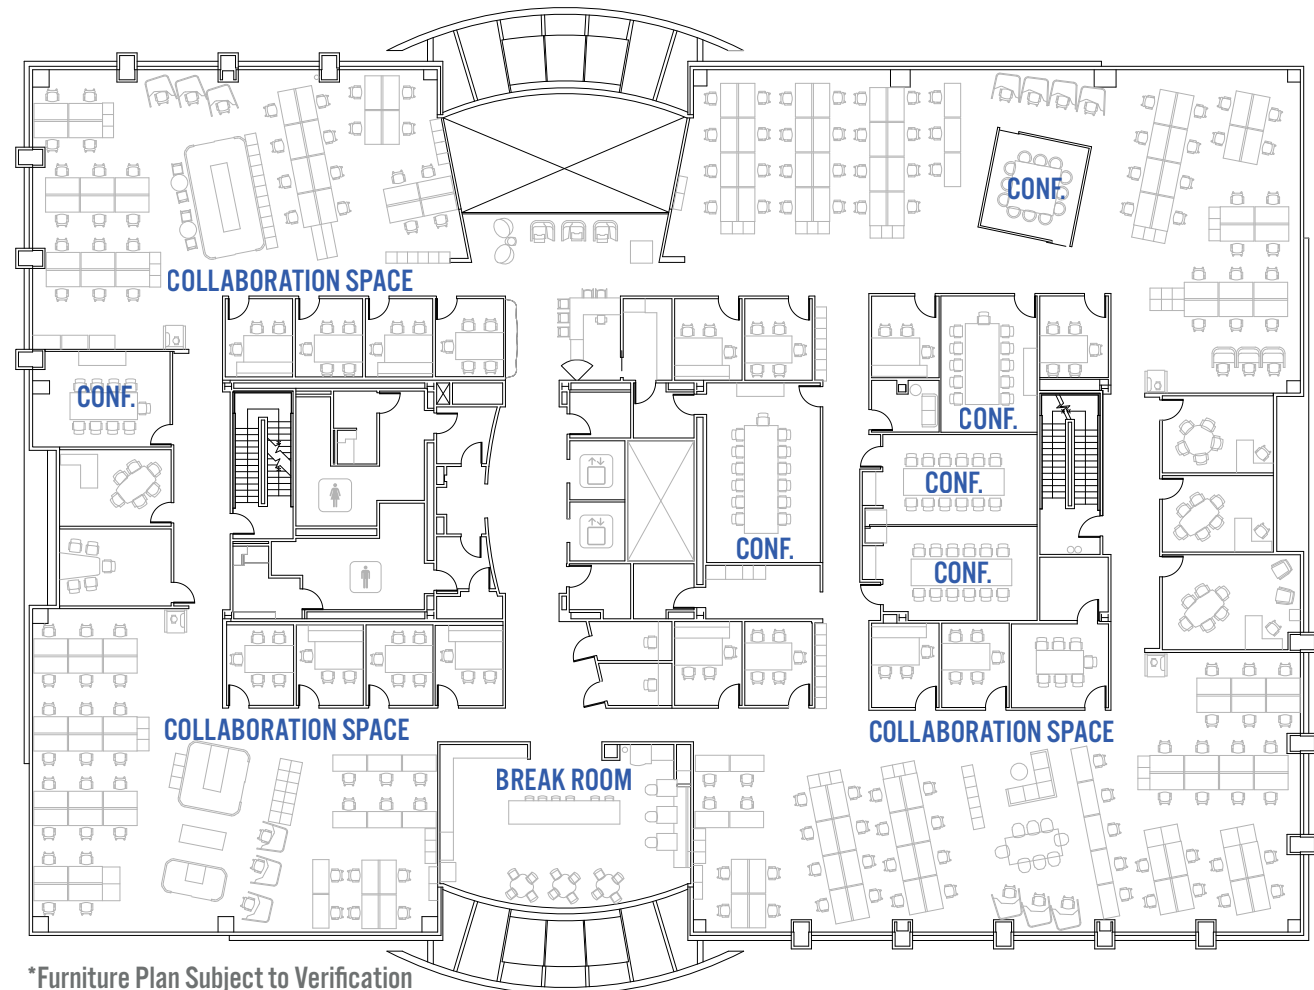 CONF.
COLLABORATION SPACE
CONF.
CONF.
CONF.
CONF.
CONF.
COLLABORATION SPACE
COLLABORATION SPACE
BREAK ROOM
*Furniture Plan Subject to Verification